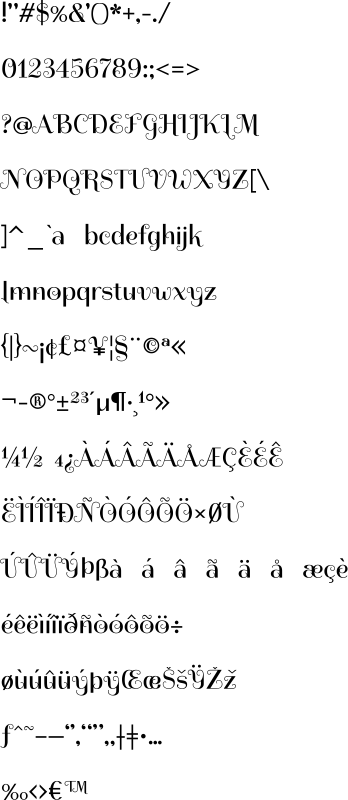 !"#$%&'()*+,-./
0123456789:;<=>
?@ABCDEFGHIJKLM
NOPQRSTUVWXYZ[\
]^_`a bcdefghijk
lmnopqrstuvwxyz
{|}~¡¢£¤¥¦§¨©ª«
¬-®°±²³´µ¶·¸¹º»
¼½ ¾¿ÀÁÂÃÄÅÆÇÈÉÊ
ËÌÍÎÏÐÑÒÓÔÕÖ×ØÙ
ÚÛÜÝÞßà á â ã ä å æçè
éêëìíîïðñòóôõö÷
øùúûüýþÿŒœŠšŸŽž
ƒˆ˜–—‘’‚“”„†‡•…
‰‹›€™